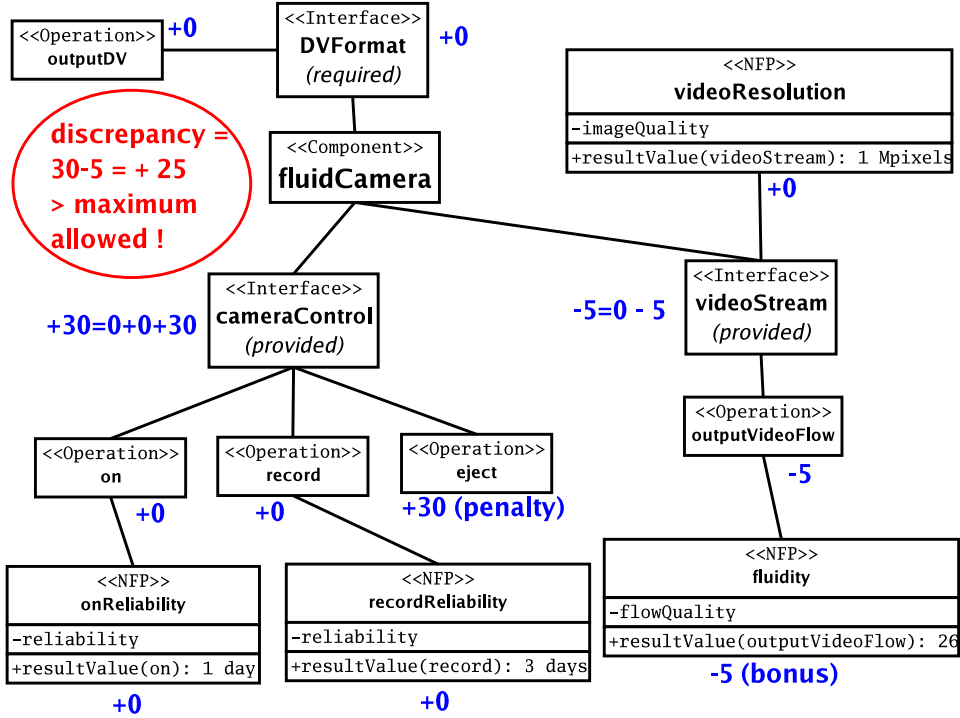 <<Operation>>
outputDV
+0
<<Interface>>
DVFormat
(required)
+0
<<NFP>>
videoResolution
-imageQuality
+resultValue(videoStream): 1 Mpixels
+0
discrepancy =
30-5 = + 25
> maximum
allowed !
<<Component>>
fluidCamera
+30=0+0+30
<<Interface>>
cameraControl
(provided)
-5=0 - 5
<<Interface>>
videoStream
(provided)
<<Operation>>
on
+0
<<Operation>>
record
+0
<<Operation>>
eject
+30 (penalty)
<<Operation>>
outputVideoFlow
-5
<<NFP>>
onReliability
-reliability
+resultValue(on): 1 day
+0
<<NFP>>
recordReliability
-reliability
+resultValue(record): 3 days
+0
<<NFP>>
fluidity
-flowQuality
+resultValue(outputVideoFlow): 26
-5 (bonus)